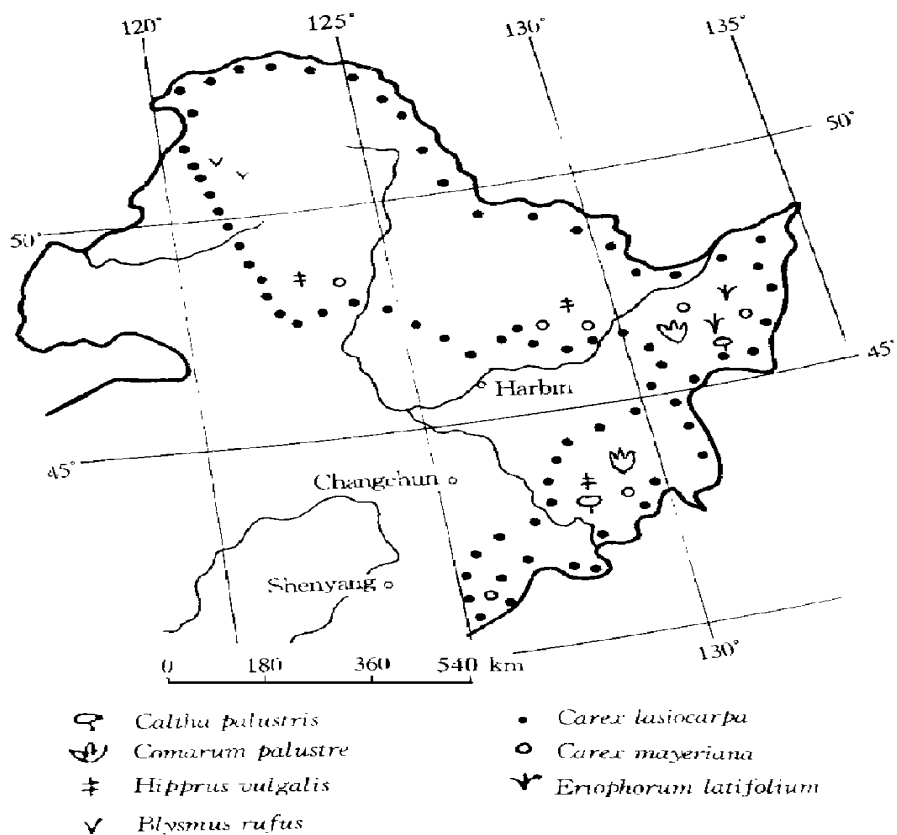 120°
125°
130°
135°
50°
50°
Harbin
45°
45°
Changchun
Shenyang
130°
0 180 360 540 km
Caltha palustris
Comarum palustre
Hipprus vulgalis
Blysmus rufus
Carex lasiocarpa
Carex mayeriana
Eriophorum latifolium